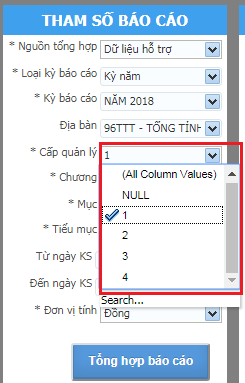 THAM SỐ BÁO CÁO
* Nguồn tổng hợp Dữ liệu hỗ trợ
* Loại kỳ báo cáo Kỳ năm
* Kỳ báo cáo NĂM 2018
Địa bàn 96TTT - TỔNG TỈNH
* Cấp quản lý 1
* Chương (All Column Values)
NULL
* Mục 1
* Tiểu mục 2
Từ ngày KS 3
Đến ngày KS 4
Search...
* Đơn vị tính Đồng
Tổng hợp báo cáo